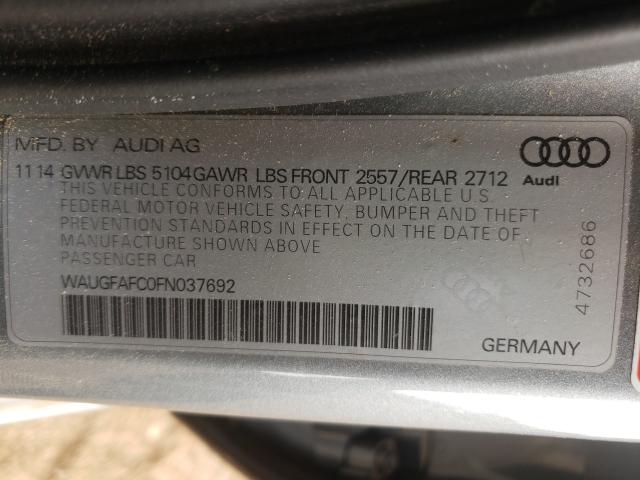 MFD. BY AUDI AG
11 14 GVWR LBS 5104 GAWR LBS FRONT 2557/REAR 2712
THIS VEHICLE CONFORMS TO ALL APPLICABLE U.S.
FEDERAL MOTOR VEHICLE SAFETY, BUMPER AND THEFT
PREVENTION STANDARDS IN EFFECT ON THE DATE OF
MANUFACTURE SHOWN ABOVE
PASSENGER CAR
WAUGFAFC0FN037692
Audi
4732686
GERMANY